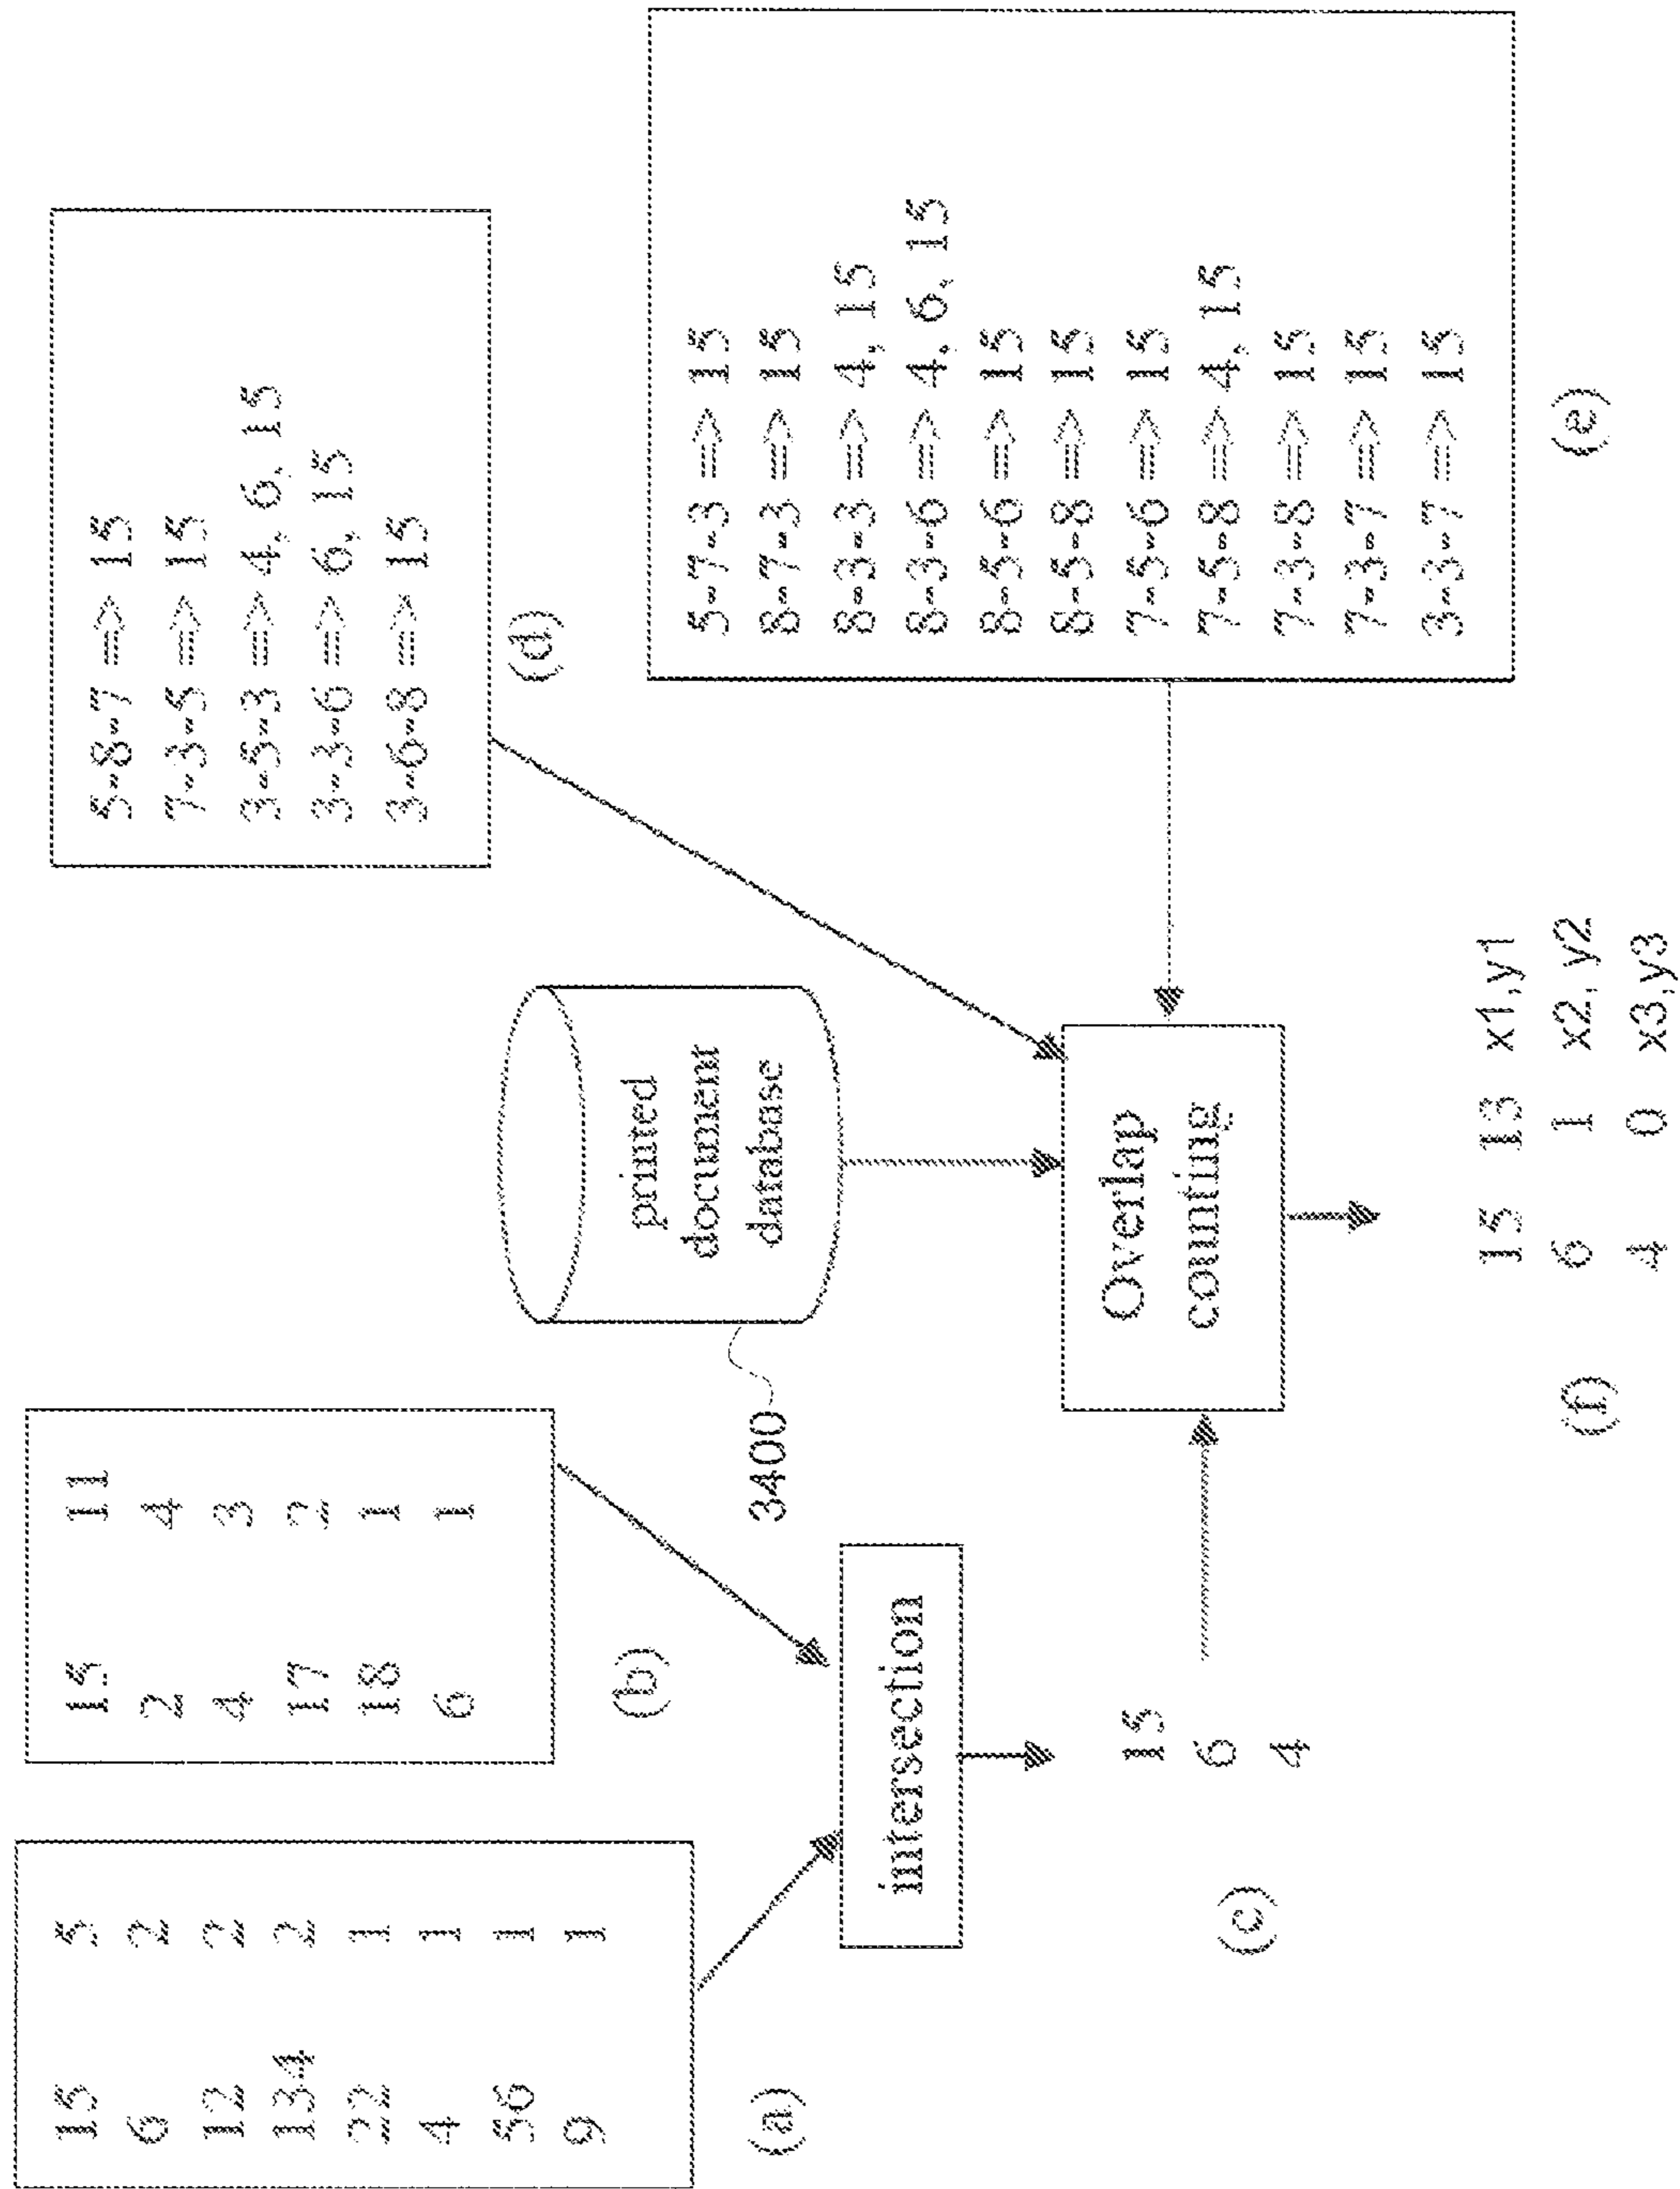 15 5
6 2
12 2
134 2
22 1
4 1
56 1
9 1
(a)
15 11
2 4
4 3
17 2
18 1
6 1
(b)
intersection
15
6
4
(c)
3400
printed
document
database
5-8-7 ⇒ 15
7-3-5 ⇒ 15
3-5-3 ⇒ 4, 6, 15
3-3-6 ⇒ 6, 15
3-6-8 ⇒ 15
(d)
5-7-3 ⇒ 15
8-7-3 ⇒ 15
8-3-3 ⇒ 4, 15
8-3-6 ⇒ 4, 6, 15
8-5-6 ⇒ 15
8-5-8 ⇒ 15
7-5-6 ⇒ 15
7-5-8 ⇒ 4, 15
7-3-8 ⇒ 15
7-3-7 ⇒ 15
3-3-7 ⇒ 15
(e)
Overlap
counting
15 13 x1,y1
6 1 x2, y2
4 0 x3,y3
(f)